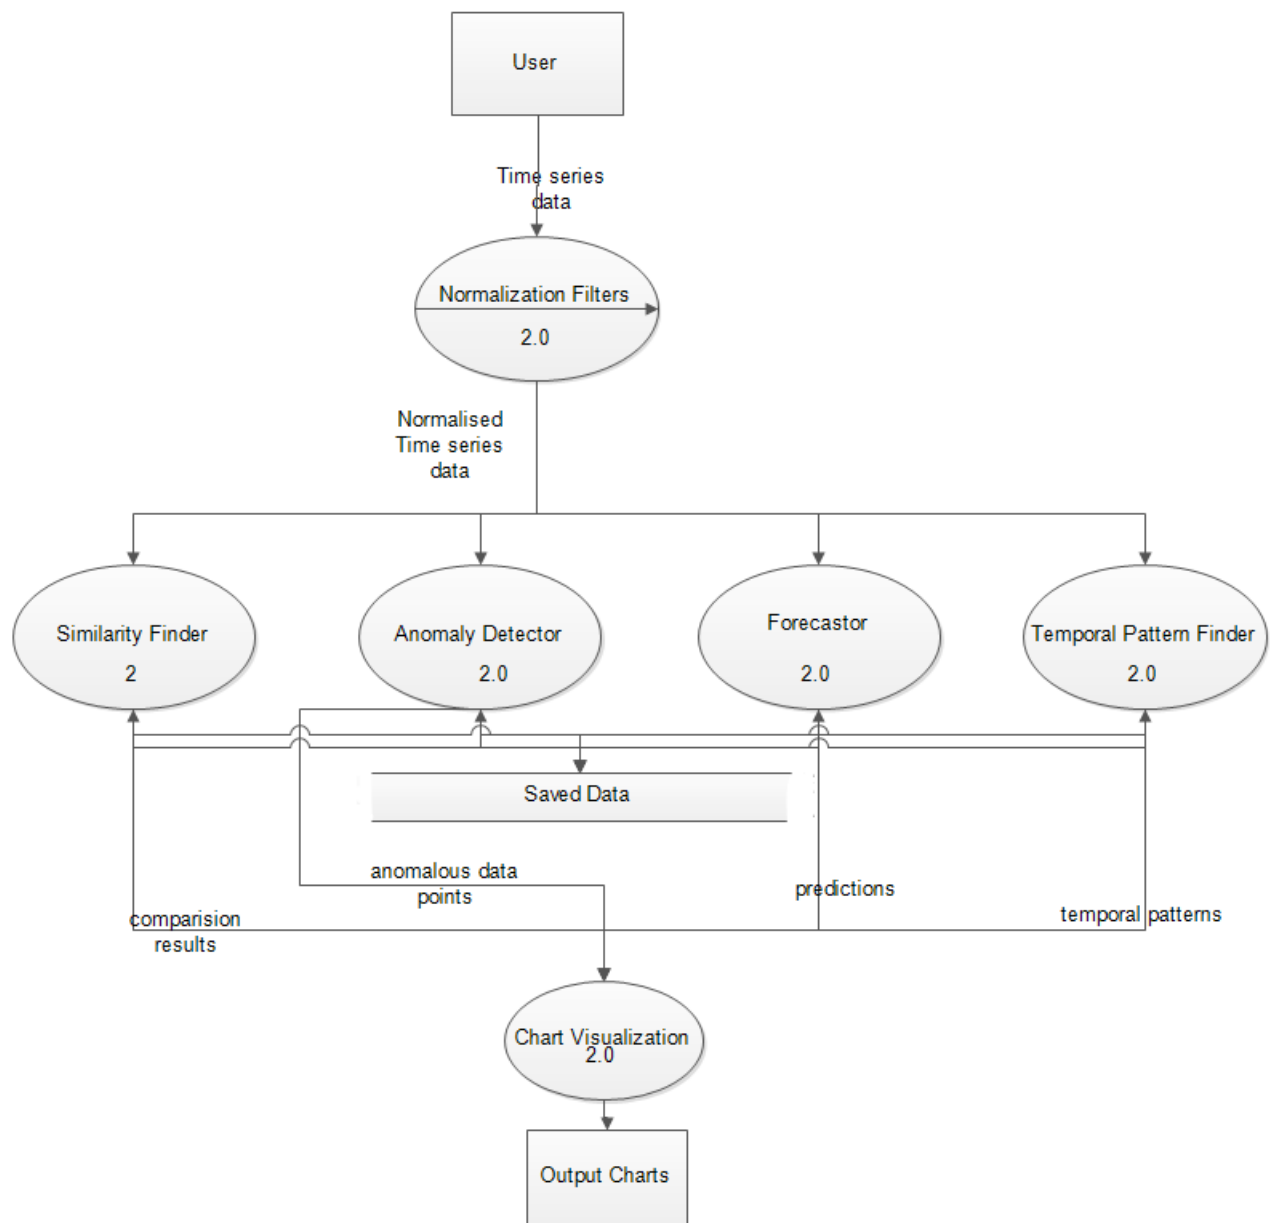 User
Time series
data
Normalization Filters
2.0
Normalised
Time series
data
Similarity Finder
2
Anomaly Detector
2.0
Forecastor
2.0
Temporal Pattern Finder
2.0
Saved Data
anomalous data
points
predictions
comparision
results
temporal patterns
Chart Visualization
2.0
Output Charts